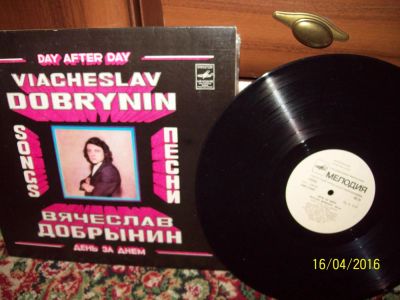 DAY AFTER DAY
VIACHESLAV
DOBRYNIN
SONGS
ПЕСНИ
ВЯЧЕСЛАВ
ДОБРЫНИН
ДЕНЬ ЗА ДНЕМ
МЕЛОДИЯ
16/04/2016